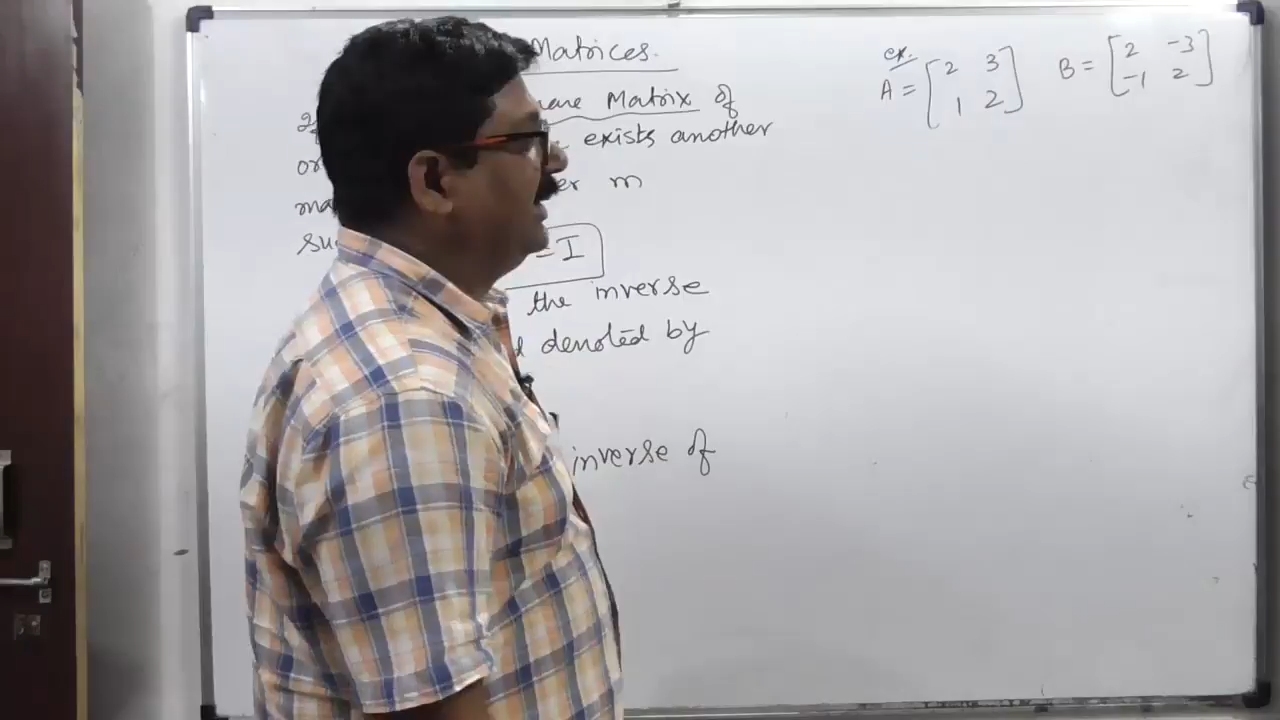 Matrices.
Matrix of
or exists another
ma er m
su = I
the inverse
denoted by
inverse of
ex.
A = [ 2 3
1 2 ]
B = [ 2 -3
-1 2 ]